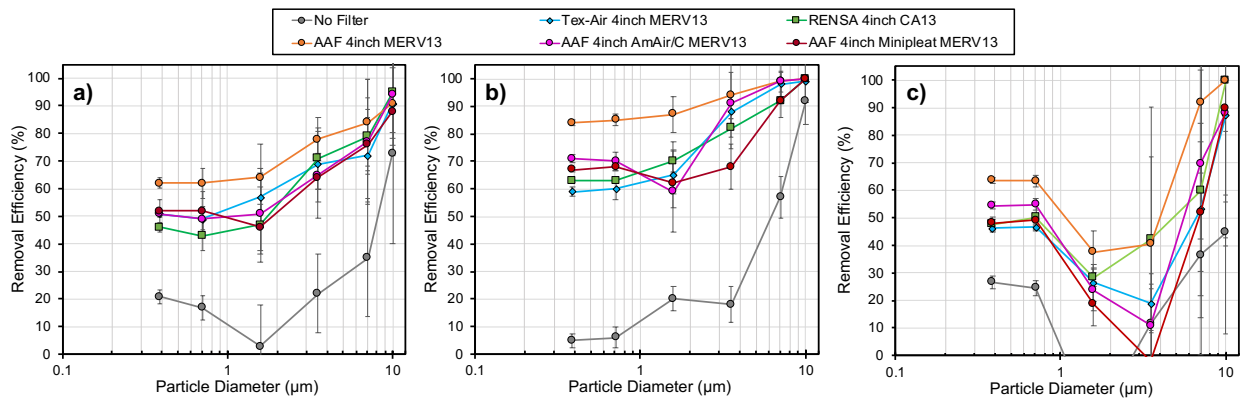 No Filter Tex-Air 4inch MERV13 RENSA 4inch CA13
AAF 4inch MERV13 AAF 4inch AmAir/C MERV13 AAF 4inch Minipleat MERV13
a)
100
90
80
70
60
50
40
30
20
10
0
Removal Efficiency (%)
0.1 1 10
Particle Diameter (µm)
b)
100
90
80
70
60
50
40
30
20
10
0
Removal Efficiency (%)
0.1 1 10
Particle Diameter (µm)
c)
100
90
80
70
60
50
40
30
20
10
0
Removal Efficiency (%)
0.1 1 10
Particle Diameter (µm)